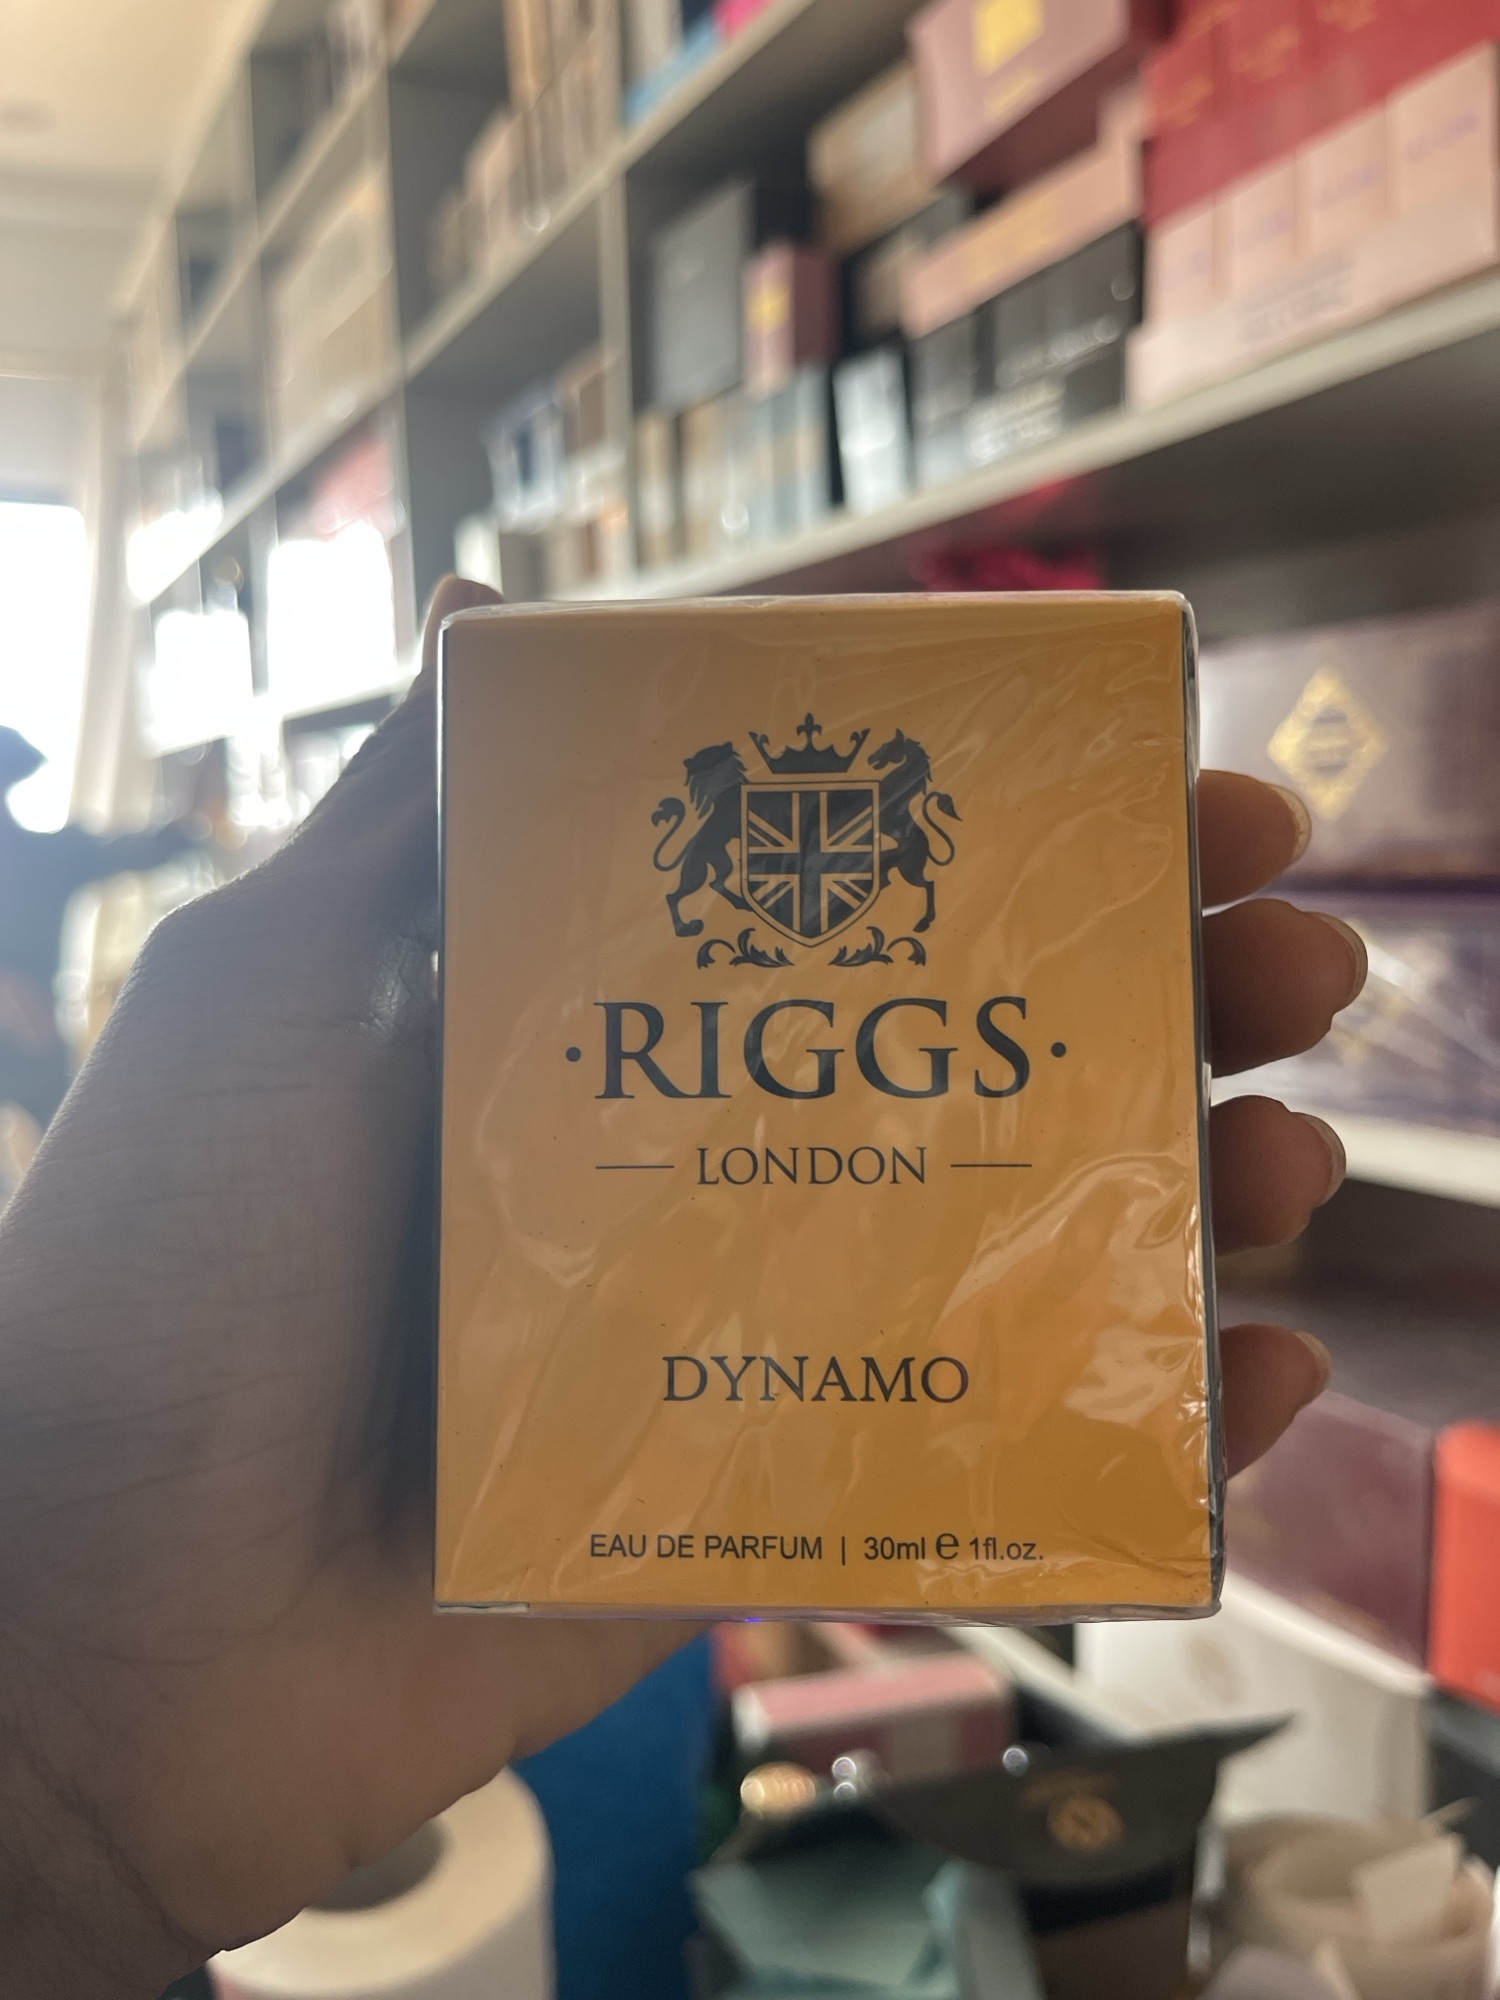 ·RIGGS·
LONDON
DYNAMO
EAU DE PARFUM | 30ml ℮ 1fl.oz.